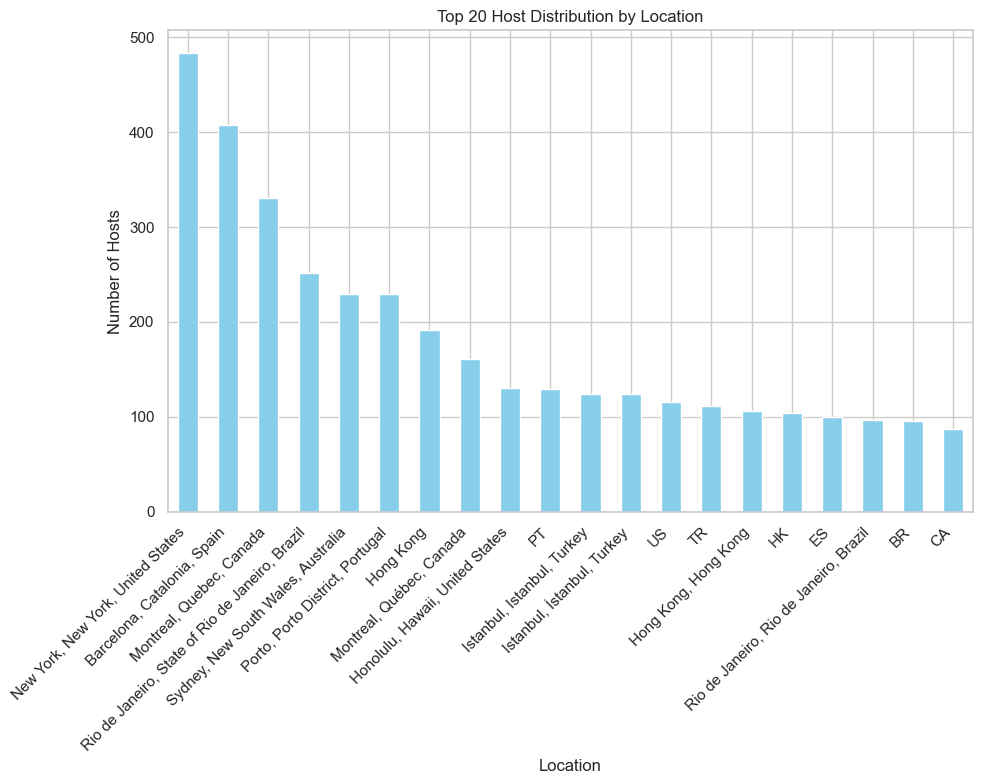 Top 20 Host Distribution by Location
Number of Hosts
500
400
300
200
100
0
New York, New York, United States
Barcelona, Catalonia, Spain
Montreal, Quebec, Canada
Rio de Janeiro, State of Rio de Janeiro, Brazil
Sydney, New South Wales, Australia
Porto, Porto District, Portugal
Hong Kong
Montreal, Québec, Canada
Honolulu, Hawaii, United States
PT
Istanbul, Istanbul, Turkey
Istanbul, Istanbul, Turkey
US
TR
Hong Kong, Hong Kong
HK
ES
Rio de Janeiro, Rio de Janeiro, Brazil
BR
CA
Location